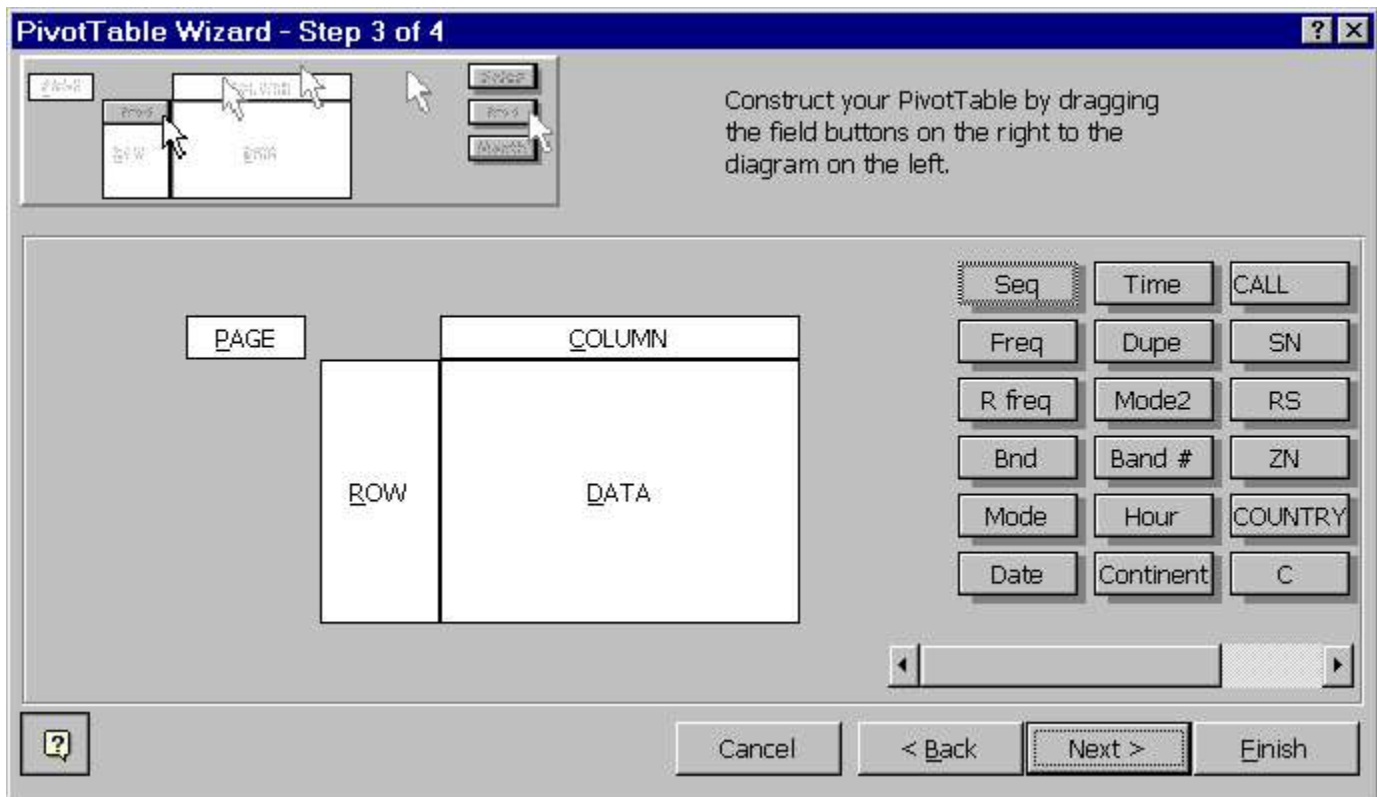 PivotTable Wizard - Step 3 of 4
Construct your PivotTable by dragging
the field buttons on the right to the
diagram on the left.
PAGE
COLUMN
ROW
DATA
Seq Time CALL
Freq Dupe SN
R freq Mode2 RS
Bnd Band # ZN
Mode Hour COUNTRY
Date Continent C
Cancel < Back Next > Finish